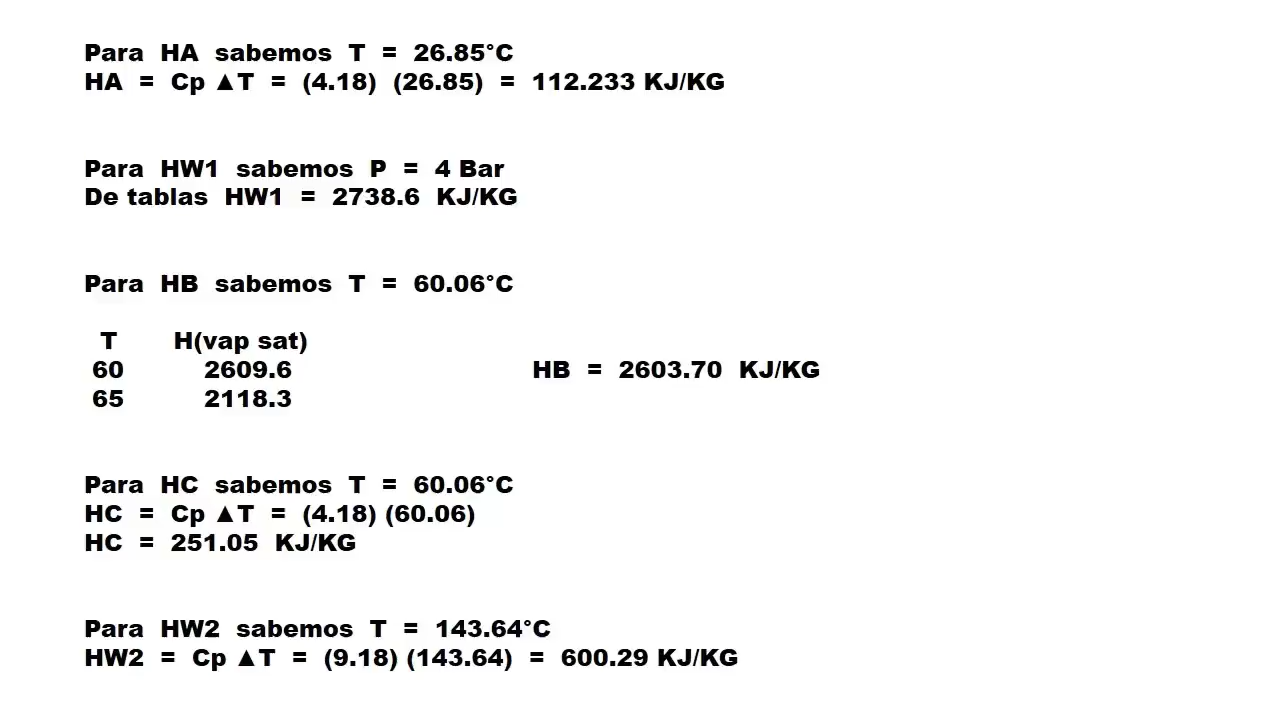 Para HA sabemos T = 26.85°C
HA = Cp ▲T = (4.18) (26.85) = 112.233 KJ/KG
Para HW1 sabemos P = 4 Bar
De tablas HW1 = 2738.6 KJ/KG
Para HB sabemos T = 60.06°C
T H(vap sat)
60 2609.6 HB = 2603.70 KJ/KG
65 2118.3
Para HC sabemos T = 60.06°C
HC = Cp ▲T = (4.18) (60.06)
HC = 251.05 KJ/KG
Para HW2 sabemos T = 143.64°C
HW2 = Cp ▲T = (9.18) (143.64) = 600.29 KJ/KG